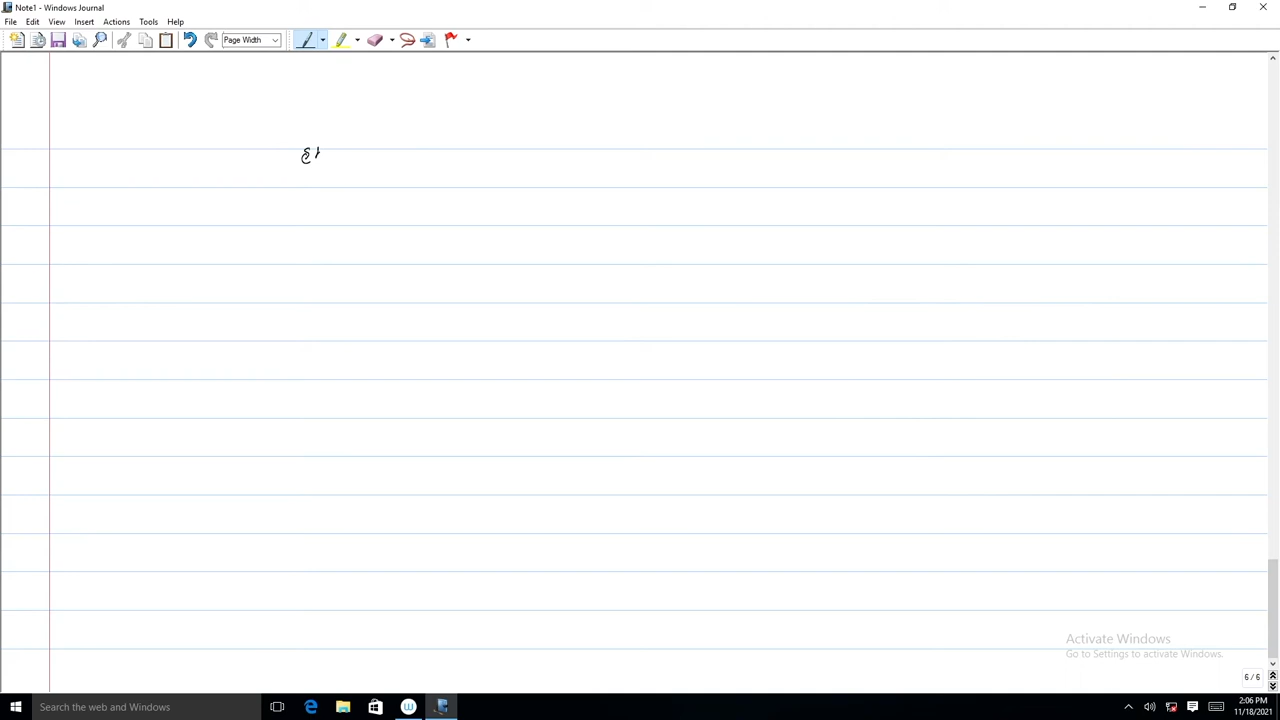 Note1 - Windows Journal
File Edit View Insert Actions Tools Help
Page Width
Activate Windows
Go to Settings to activate Windows.
6 / 6
Search the web and Windows
2:06 PM
11/18/2021